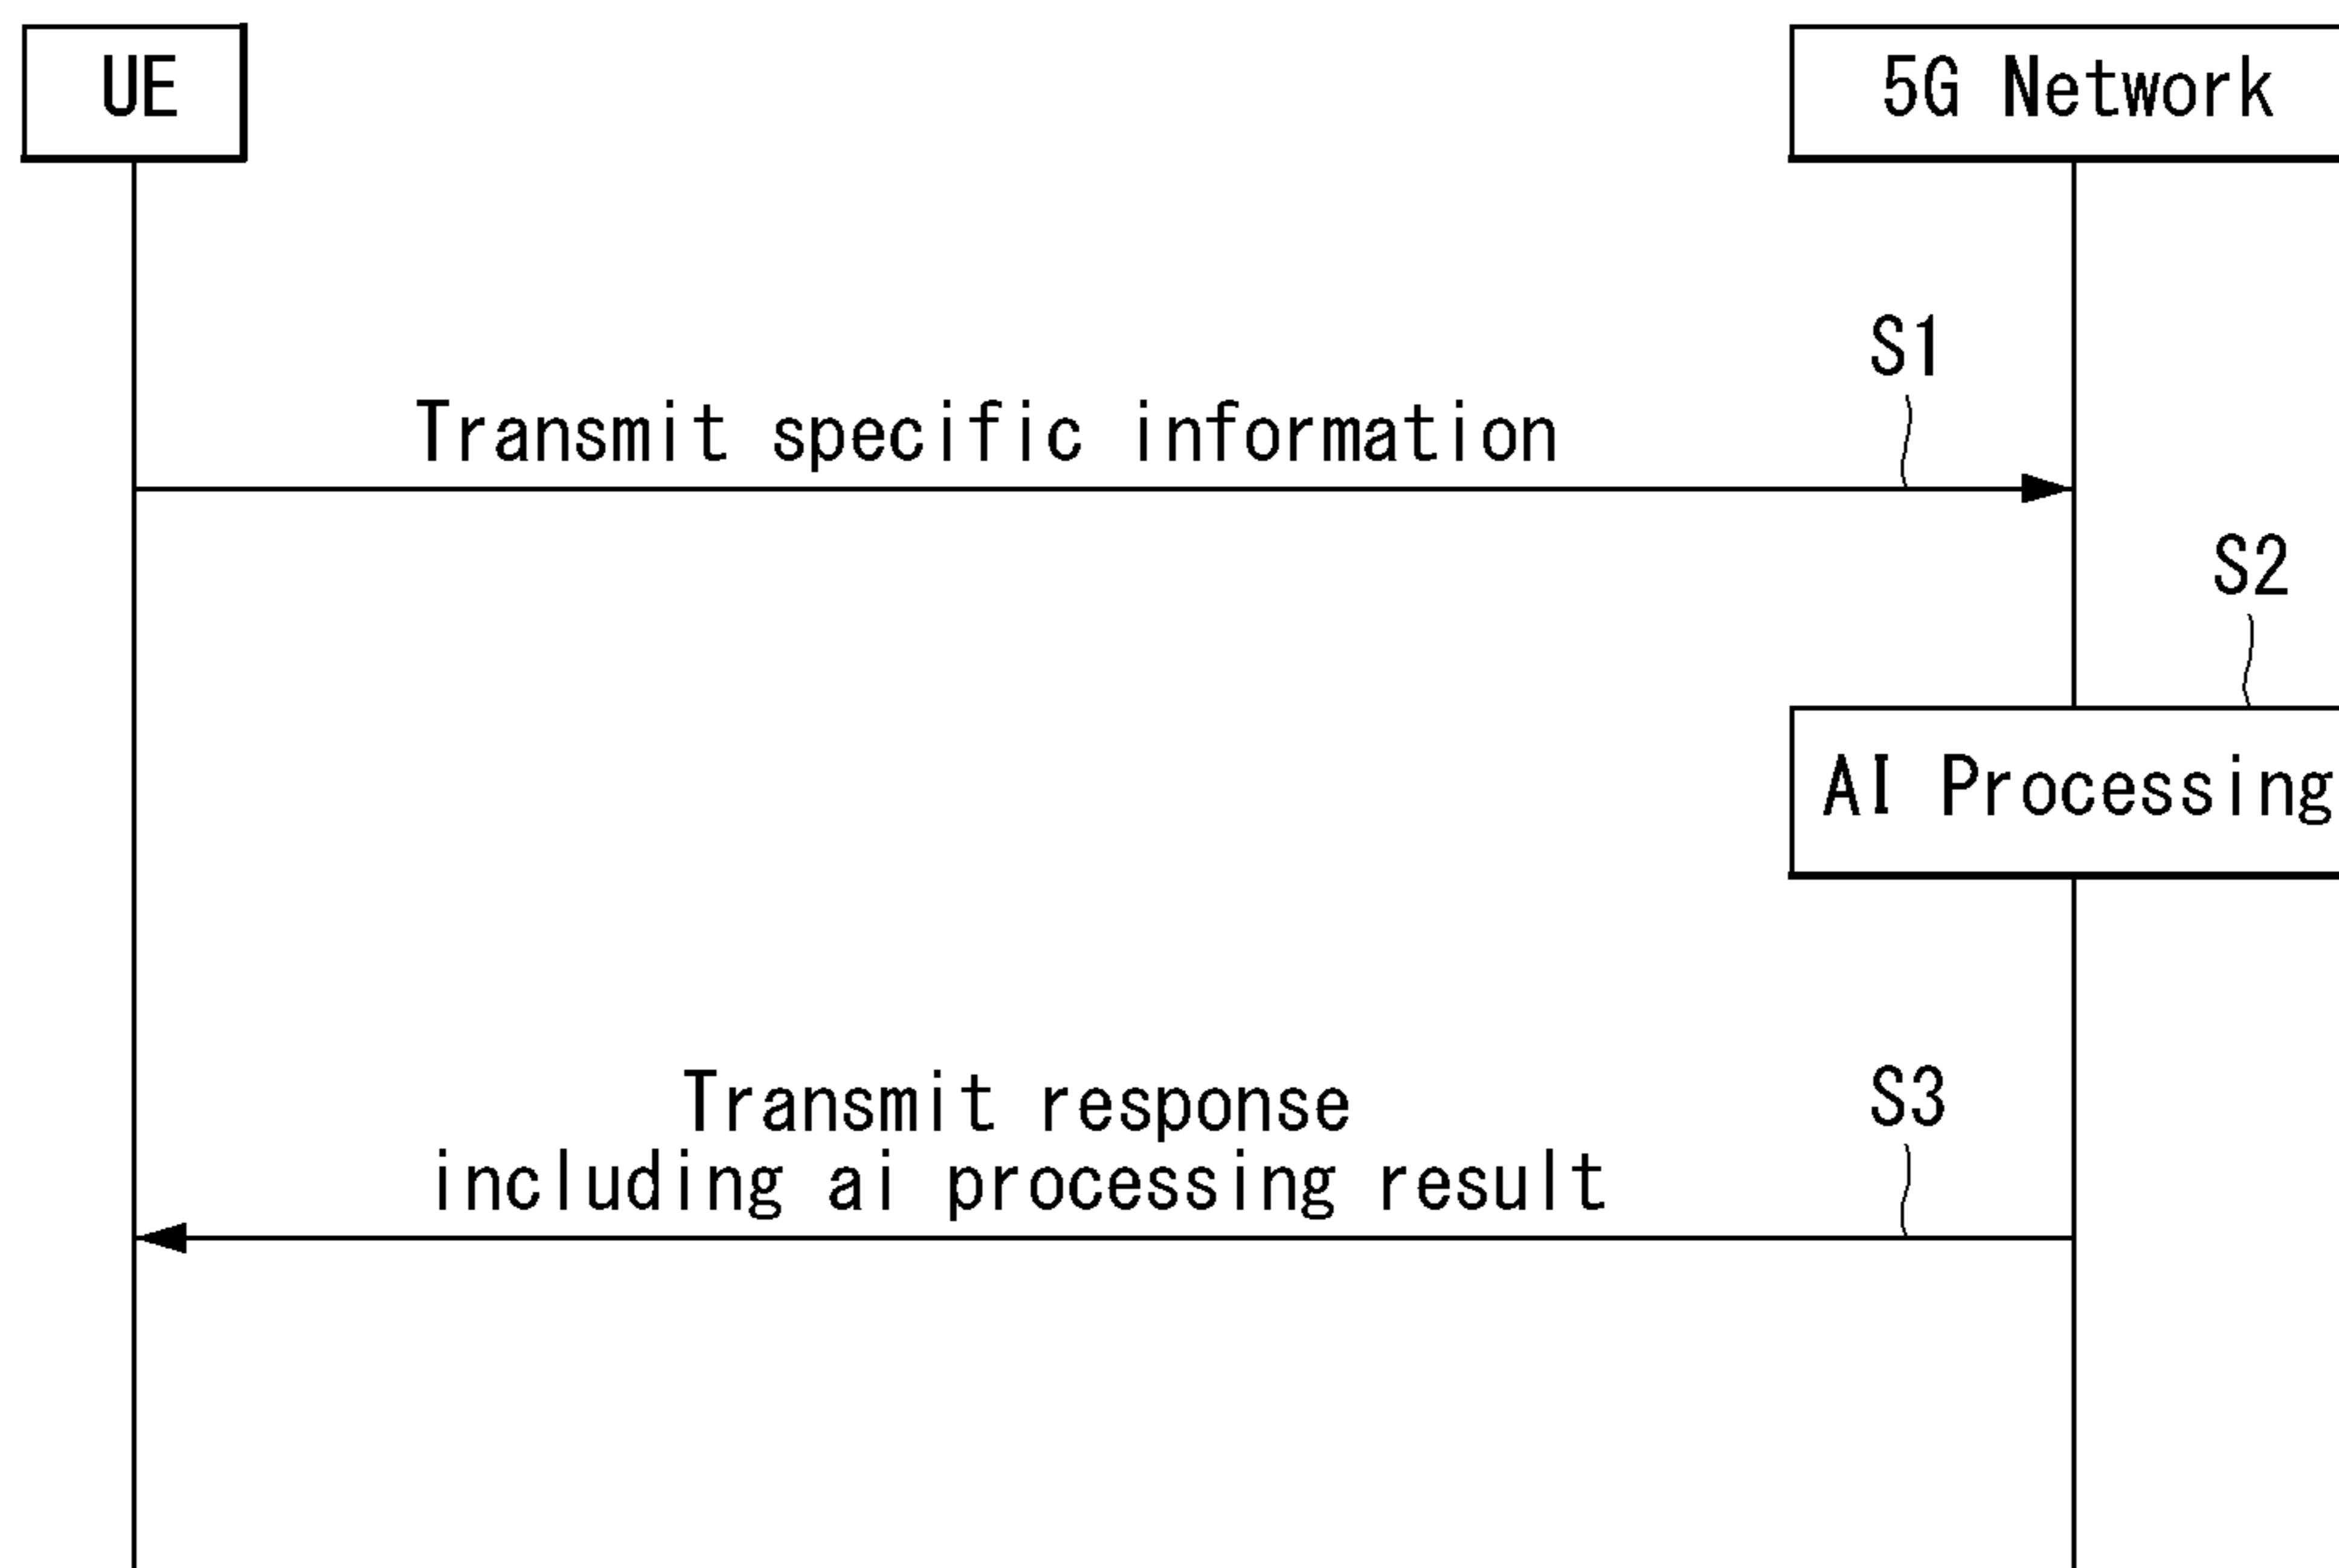 UE
5G Network
S1
Transmit specific information
S2
AI Processing
Transmit response
S3
including ai processing result